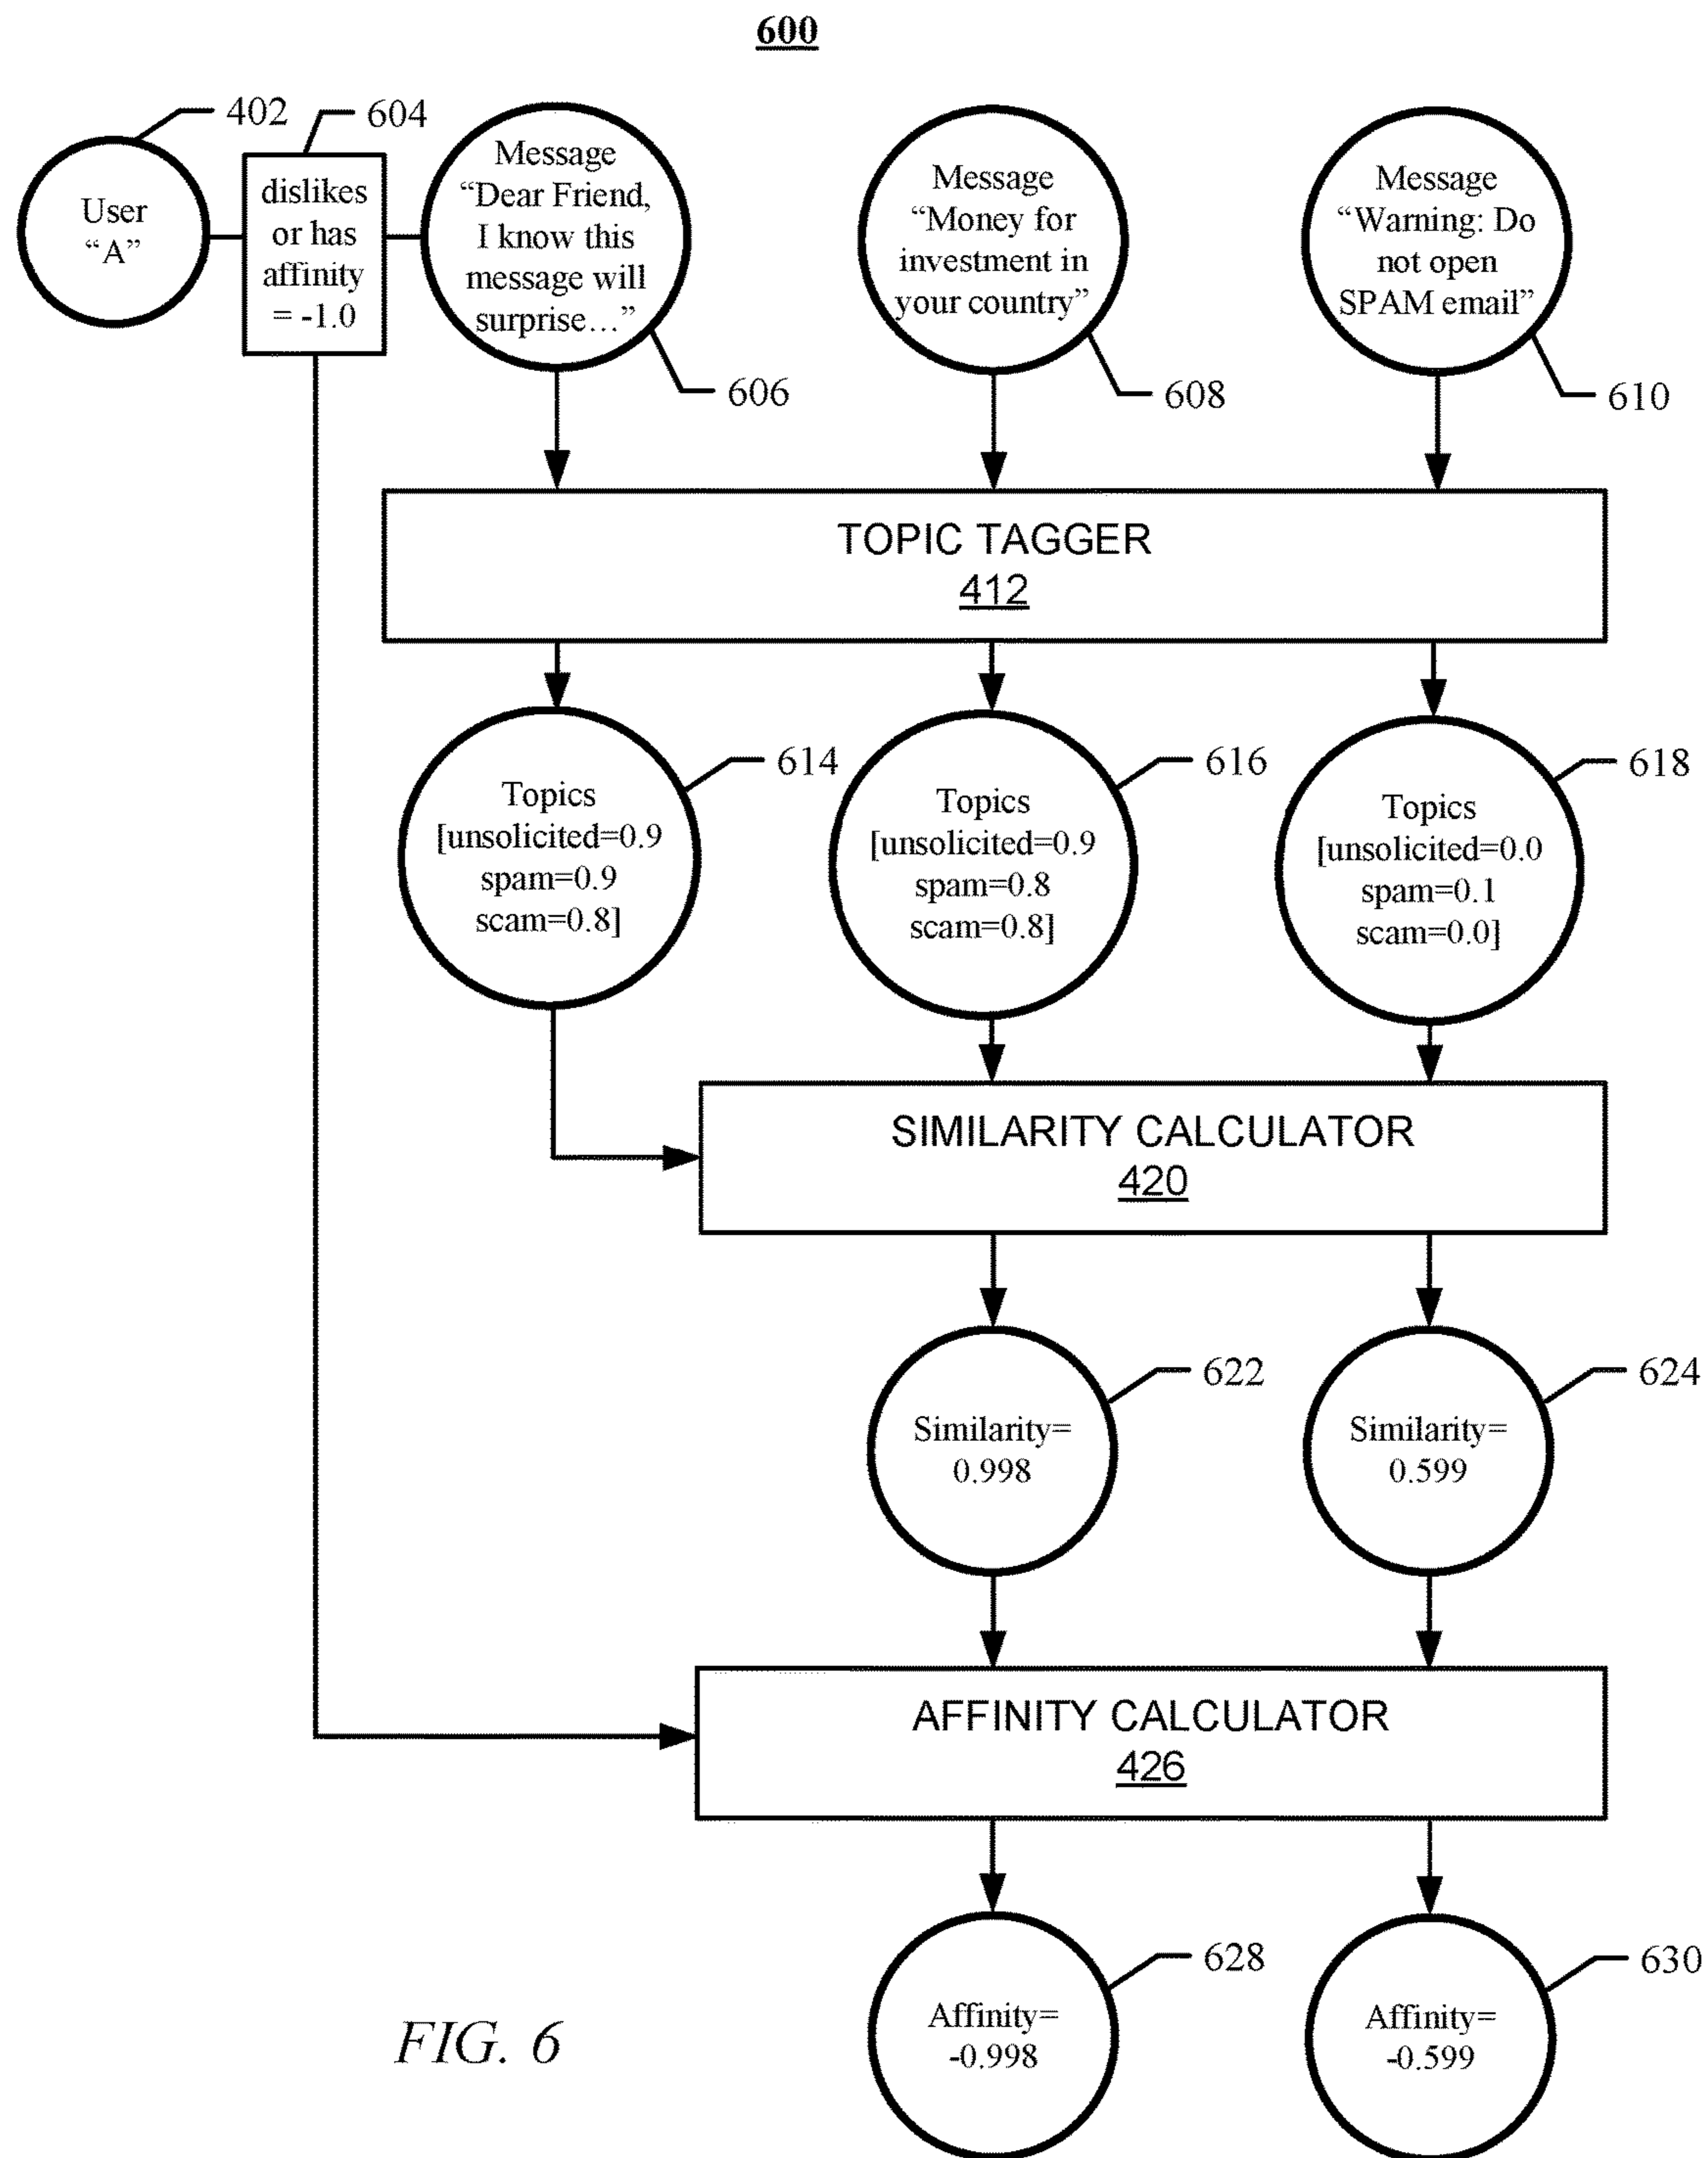 600
402
604
User
“A”
dislikes
or has
affinity
= -1.0
Message
“Dear Friend,
I know this
message will
surprise…”
606
Message
“Money for
investment in
your country”
608
Message
“Warning: Do
not open
SPAM email”
610
TOPIC TAGGER
412
Topics
[unsolicited=0.9
spam=0.9
scam=0.8]
614
Topics
[unsolicited=0.9
spam=0.8
scam=0.8]
616
Topics
[unsolicited=0.0
spam=0.1
scam=0.0]
618
SIMILARITY CALCULATOR
420
Similarity=
0.998
622
Similarity=
0.599
624
AFFINITY CALCULATOR
426
Affinity=
-0.998
628
Affinity=
-0.599
630
FIG. 6